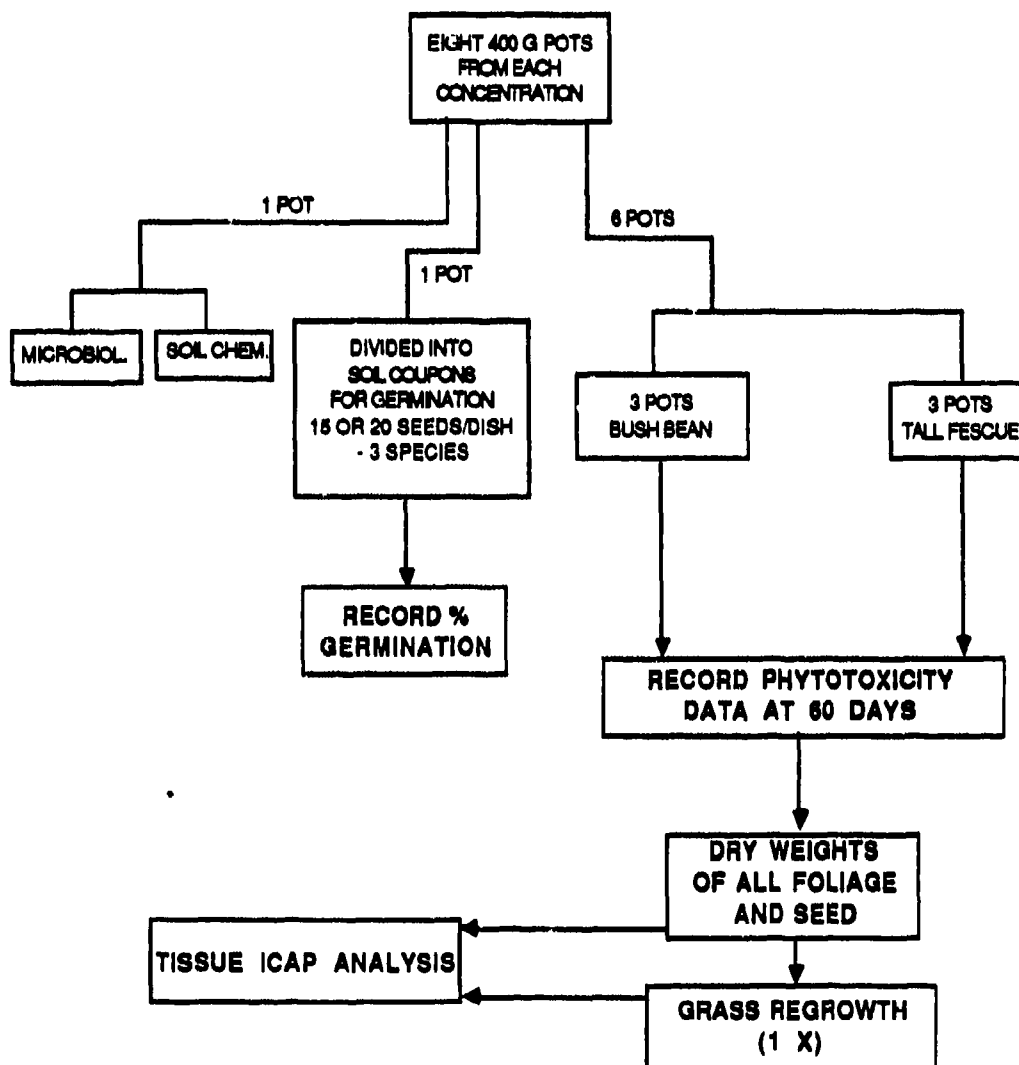 EIGHT 400 G POTS
FROM EACH
CONCENTRATION
1 POT
6 POTS
1 POT
MICROBIOL.
SOIL CHEM.
DIVIDED INTO
SOIL COUPONS
FOR GERMINATION
15 OR 20 SEEDS/DISH
- 3 SPECIES
3 POTS
BUSH BEAN
3 POTS
TALL FESCUE
RECORD %
GERMINATION
RECORD PHYTOTOXICITY
DATA AT 60 DAYS
DRY WEIGHTS
OF ALL FOLIAGE
AND SEED
TISSUE ICAP ANALYSIS
GRASS REGROWTH
(1 X)